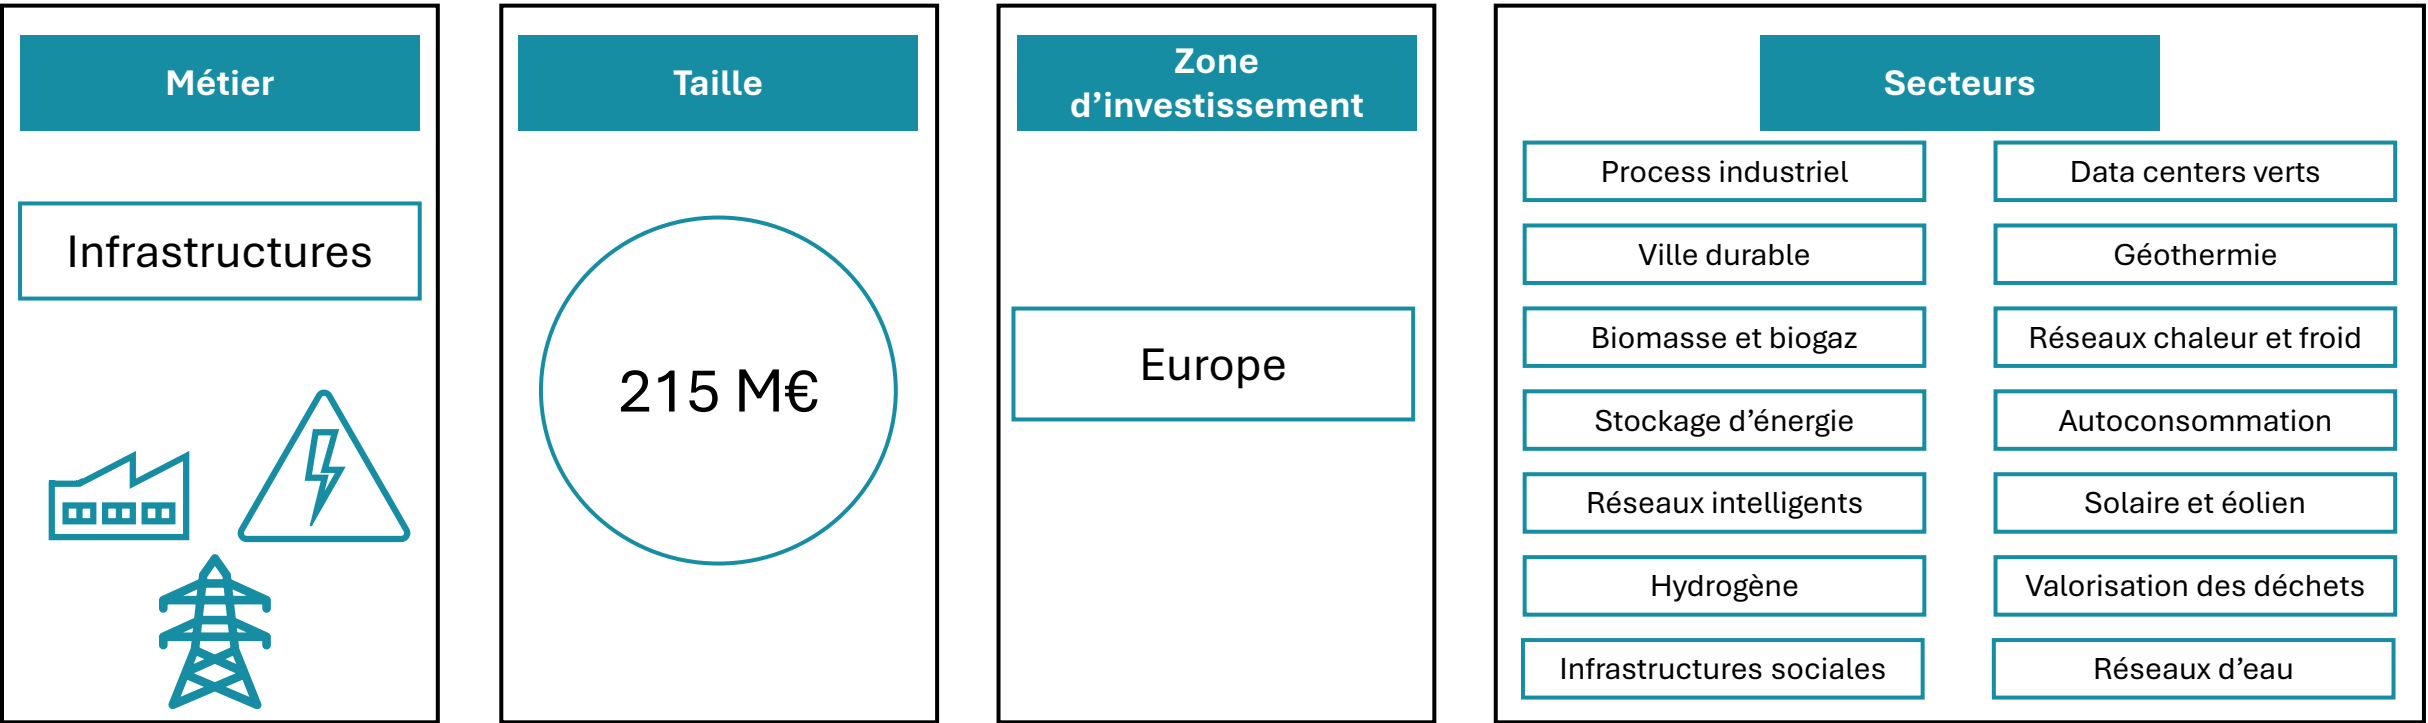 Métier
Infrastructures
Taille
215 M€
Zone
d’investissement
Europe
Secteurs
Process industriel
Data centers verts
Ville durable
Géothermie
Biomasse et biogaz
Réseaux chaleur et froid
Stockage d’énergie
Autoconsommation
Réseaux intelligents
Solaire et éolien
Hydrogène
Valorisation des déchets
Infrastructures sociales
Réseaux d’eau